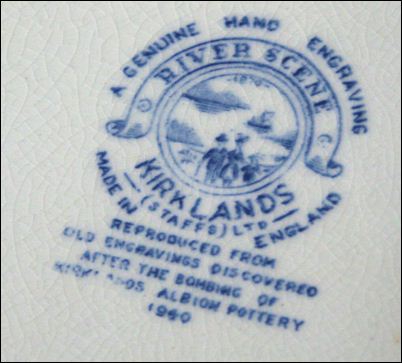 A GENUINE HAND ENGRAVING
RIVER SCENE
KIRKLANDS
(STAFFS) LTD
MADE IN ENGLAND
REPRODUCED FROM
OLD ENGRAVINGS DISCOVERED
AFTER THE BOMBING OF
KIRKLANDS ALBION POTTERY
1940